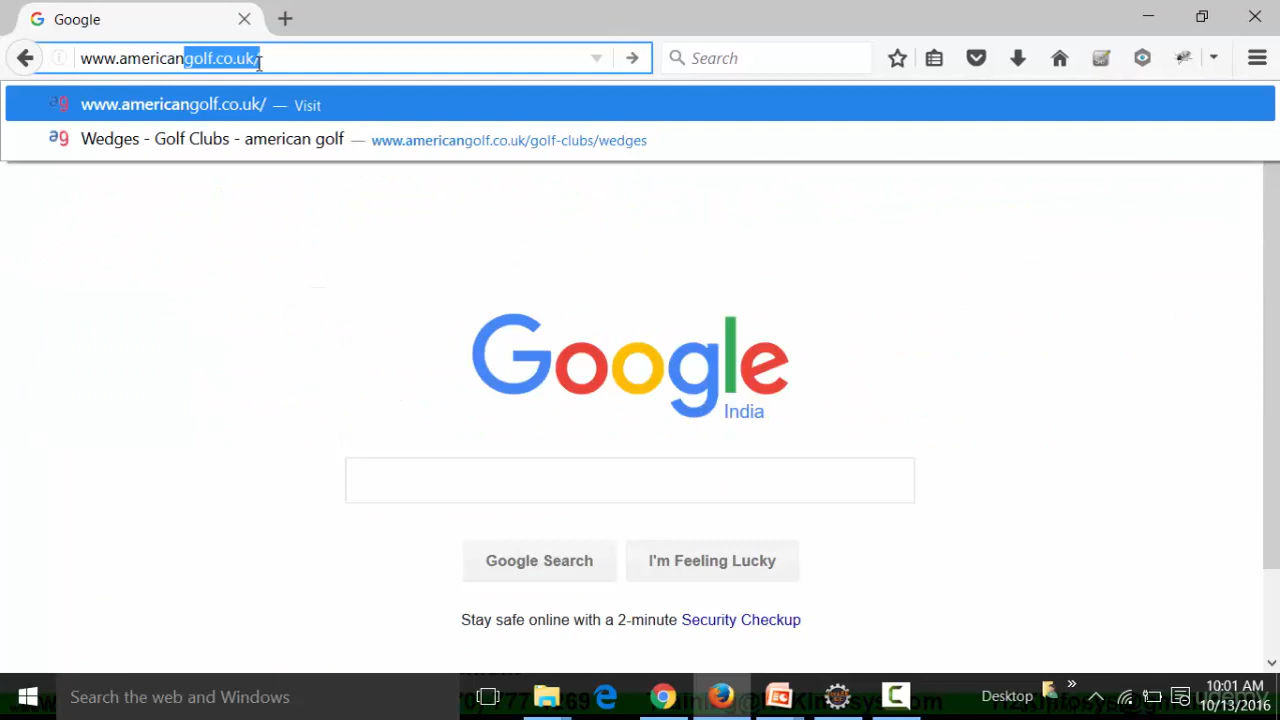 Google
www.americangolf.co.uk/
Search
www.americangolf.co.uk/ — Visit
Wedges - Golf Clubs - american golf — www.americangolf.co.uk/golf-clubs/wedges
Google
India
Google Search
I'm Feeling Lucky
Stay safe online with a 2-minute Security Checkup
Search the web and Windows
Desktop
10:01 AM
10/13/2016